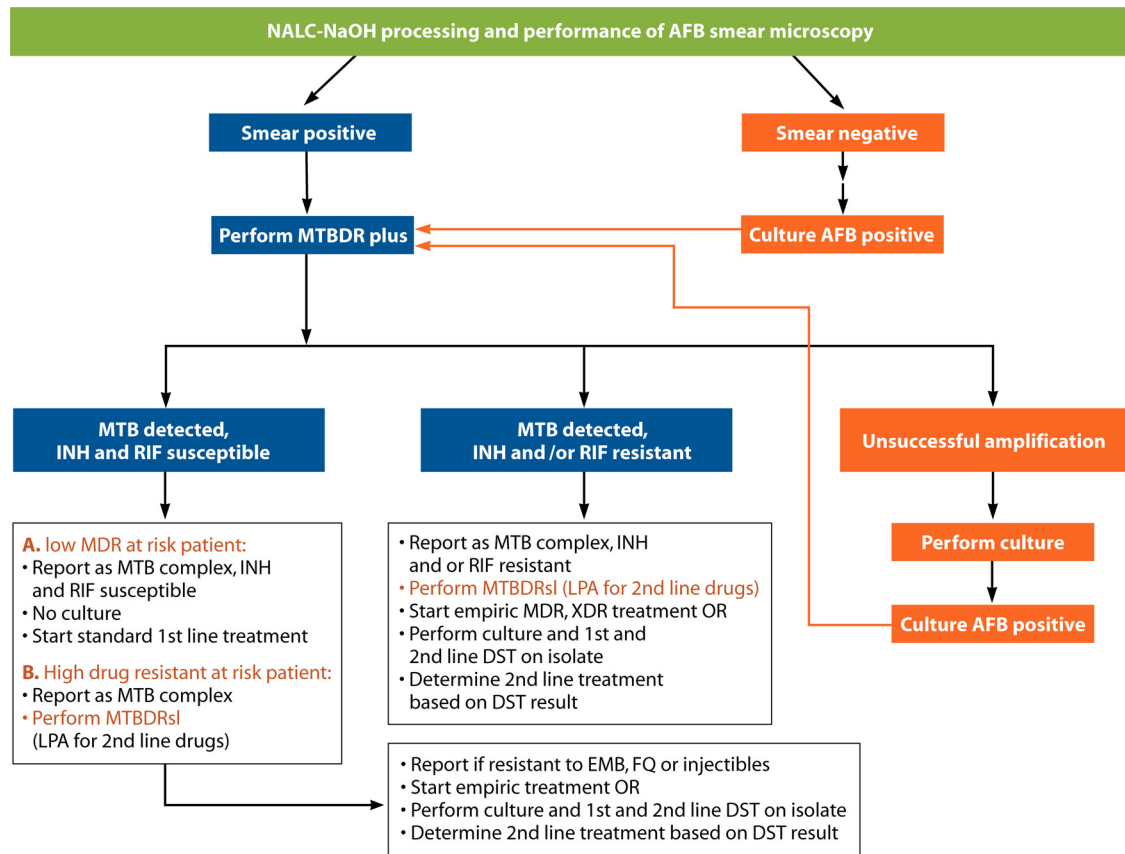 NALC-NaOH processing and performance of AFB smear microscopy
Smear positive
Smear negative
Perform MTBDR plus
Culture AFB positive
MTB detected,
INH and RIF susceptible
MTB detected,
INH and /or RIF resistant
Unsuccessful amplification
A. low MDR at risk patient:
• Report as MTB complex, INH
and RIF susceptible
• No culture
• Start standard 1st line treatment
B. High drug resistant at risk patient:
• Report as MTB complex
• Perform MTBDRsl
(LPA for 2nd line drugs)
• Report as MTB complex, INH
and or RIF resistant
• Perform MTBDRsl (LPA for 2nd line drugs)
• Start empiric MDR, XDR treatment OR
• Perform culture and 1st and
2nd line DST on isolate
• Determine 2nd line treatment
based on DST result
Perform culture
Culture AFB positive
• Report if resistant to EMB, FQ or injectibles
• Start empiric treatment OR
• Perform culture and 1st and 2nd line DST on isolate
• Determine 2nd line treatment based on DST result